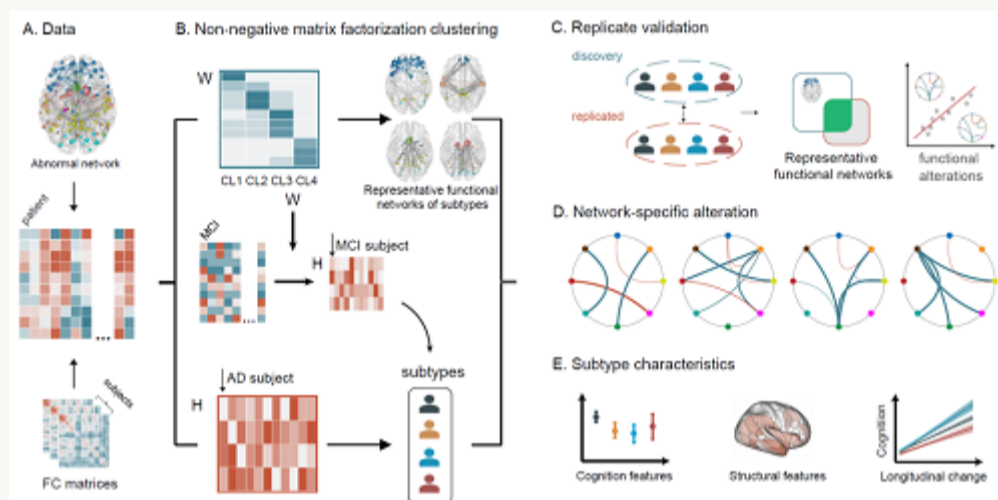 A. Data
Abnormal network
patient
...
subjects
FC matrices
B. Non-negative matrix factorization clustering
W
CL1 CL2 CL3 CL4
W
Representative functional
networks of subtypes
MCI
...
H
MCI subject
AD subject
H
subtypes
C. Replicate validation
discovery
replicated
Representative
functional networks
functional
alterations
D. Network-specific alteration
E. Subtype characteristics
Cognition features
Structural features
Cognition
Longitudinal change